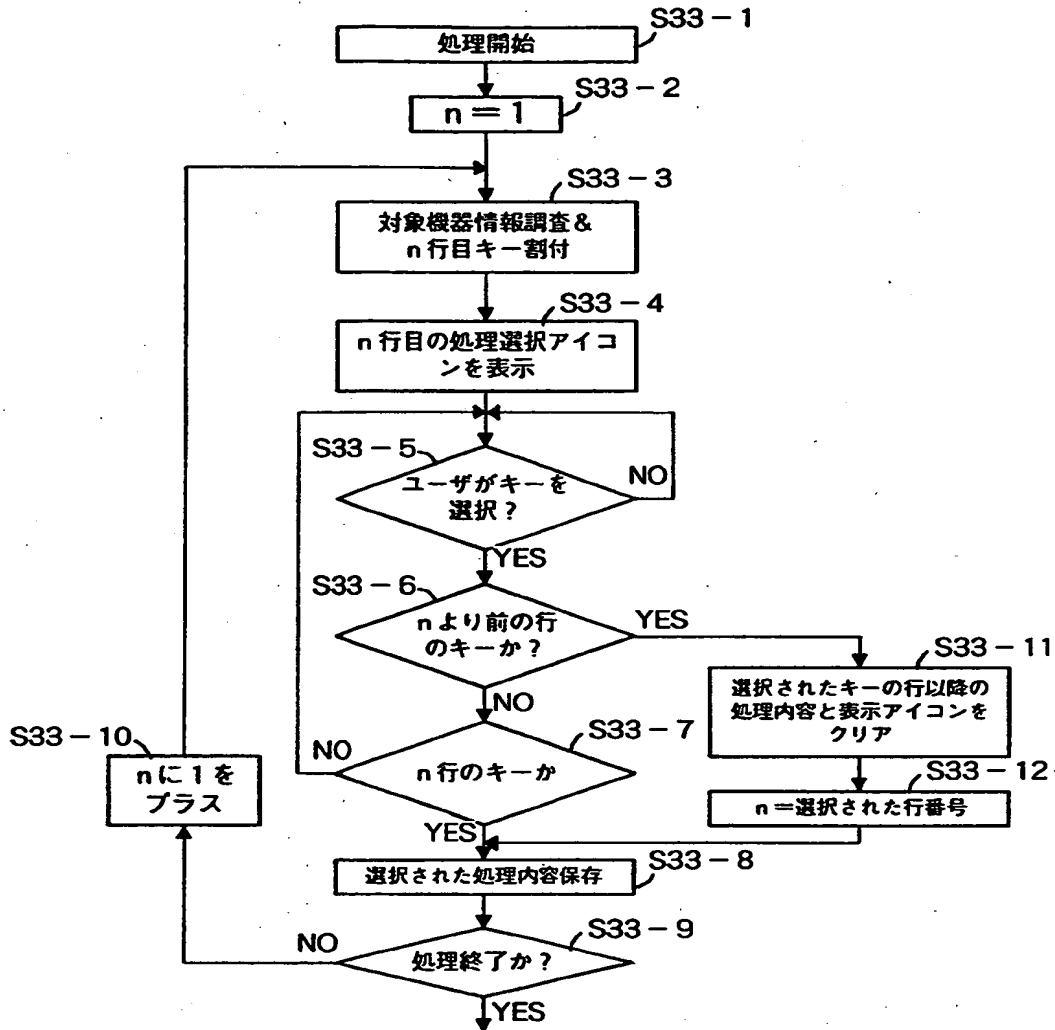 S33-1
処理開始
S33-2
n=1
S33-3
対象機器情報調査&
n行目キー割付
S33-4
n行目の処理選択アイコ
ンを表示
S33-5
ユーザがキーを
選択?
NO
YES
S33-6
nより前の行
のキーか?
YES
NO
S33-11
選択されたキーの行以降の
処理内容と表示アイコンを
クリア
S33-7
n行のキーか
NO
YES
S33-12
n=選択された行番号
S33-10
nに1を
プラス
S33-8
選択された処理内容保存
S33-9
処理終了か?
NO
YES